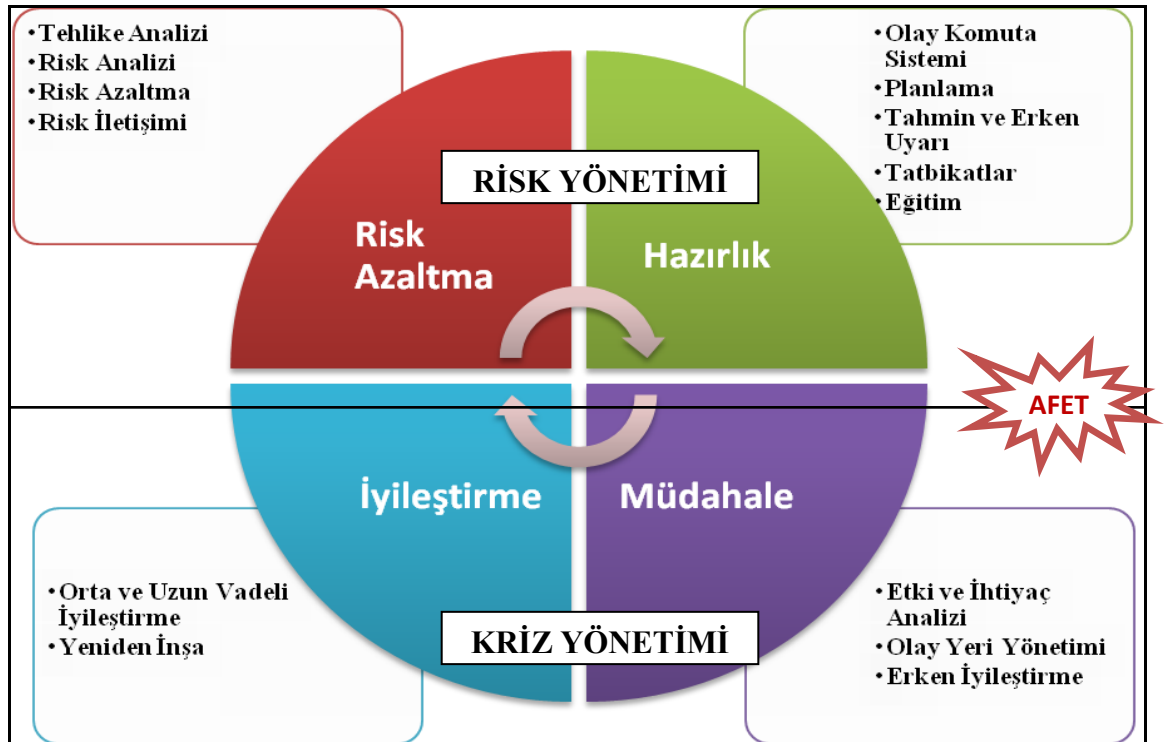 •Tehlike Analizi
•Risk Analizi
•Risk Azaltma
•Risk İletişimi
•Olay Komuta
Sistemi
•Planlama
•Tahmin ve Erken
Uyarı
•Tatbikatlar
•Eğitim
RİSK YÖNETİMİ
Risk
Azaltma
Hazırlık
AFET
İyileştirme
Müdahale
•Orta ve Uzun Vadeli
İyileştirme
•Yeniden İnşa
KRİZ YÖNETİMİ
•Etki ve İhtiyaç
Analizi
•Olay Yeri Yönetimi
•Erken İyileştirme